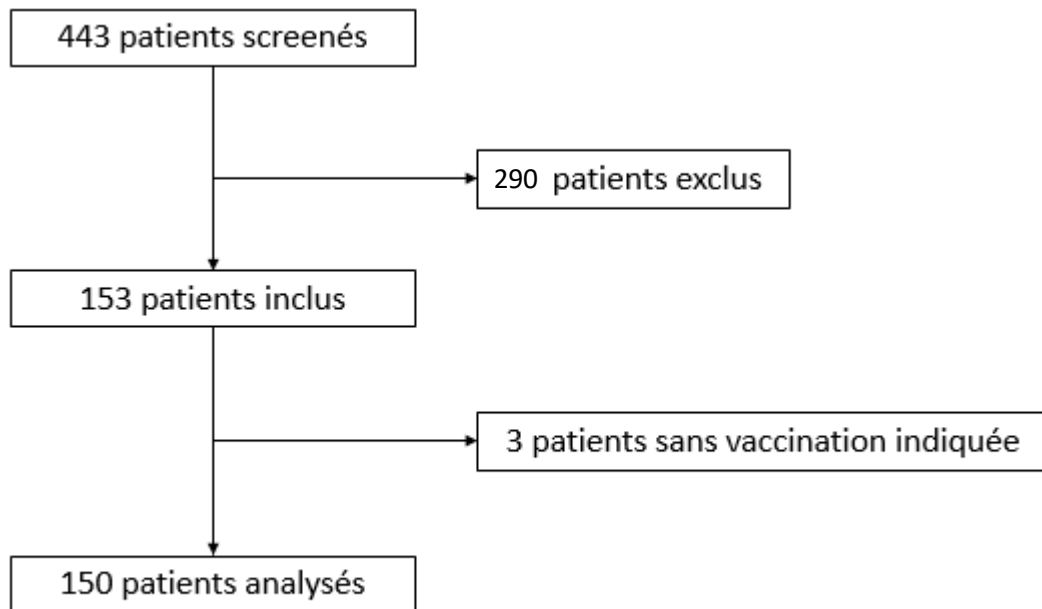 443 patients screenés
290 patients exclus
153 patients inclus
3 patients sans vaccination indiquée
150 patients analysés